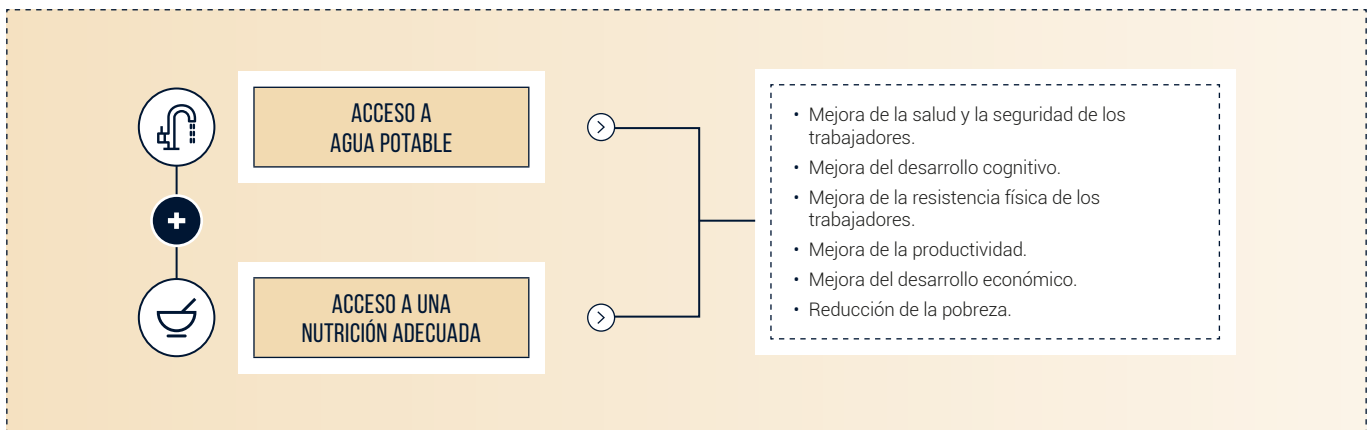 ACCESO A
AGUA POTABLE
ACCESO A UNA
NUTRICIÓN ADECUADA
• Mejora de la salud y la seguridad de los
trabajadores.
• Mejora del desarrollo cognitivo.
• Mejora de la resistencia física de los
trabajadores.
• Mejora de la productividad.
• Mejora del desarrollo económico.
• Reducción de la pobreza.